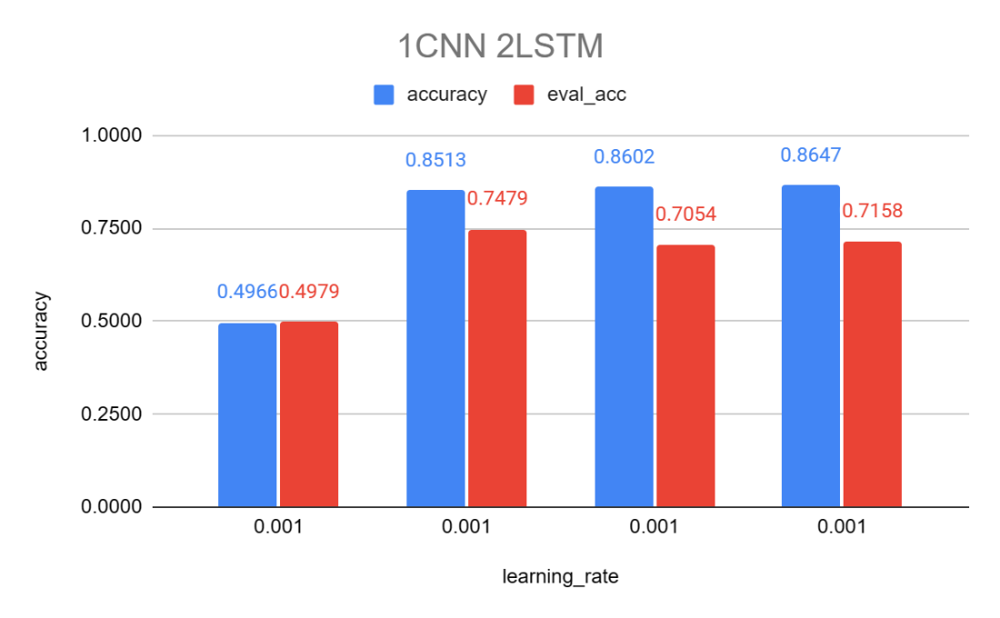 1CNN 2LSTM
accuracy eval_acc
1.0000
0.7500
0.5000
0.2500
0.0000
accuracy
0.4966 0.4979
0.8513 0.7479
0.8602 0.7054
0.8647 0.7158
0.001 0.001 0.001 0.001
learning_rate